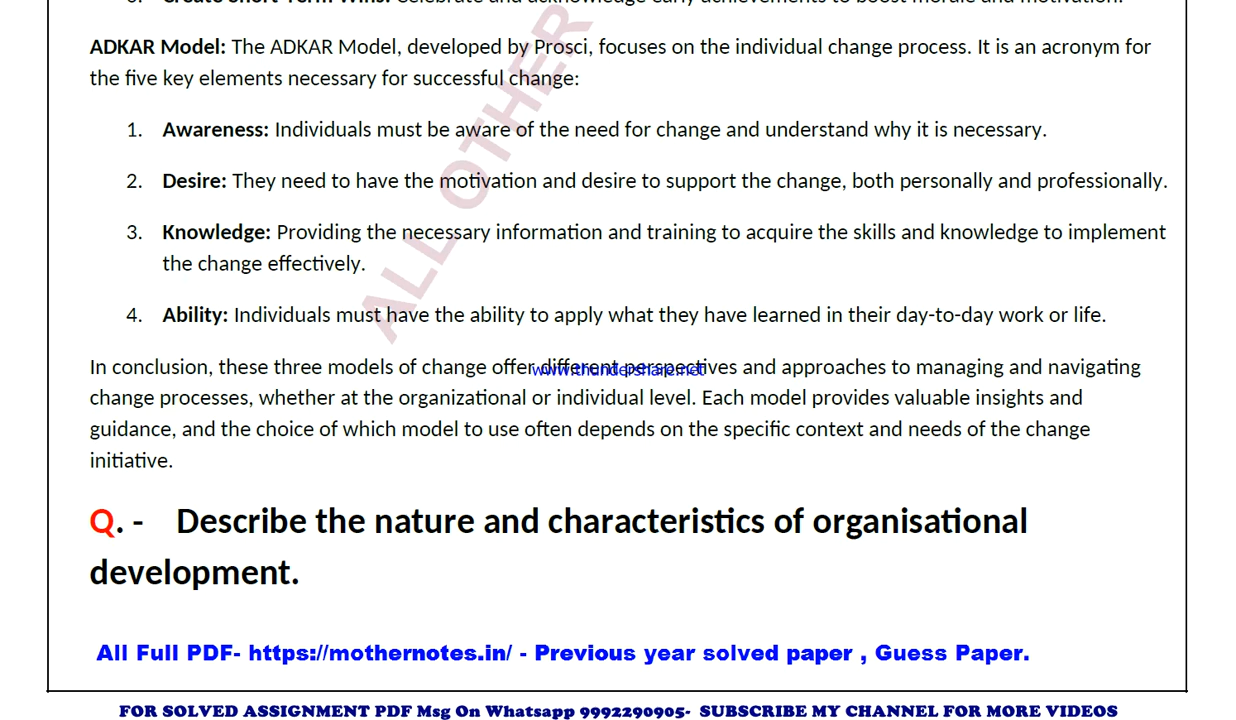 ADKAR Model: The ADKAR Model, developed by Prosci, focuses on the individual change process. It is an acronym for
the five key elements necessary for successful change:
1. Awareness: Individuals must be aware of the need for change and understand why it is necessary.
2. Desire: They need to have the motivation and desire to support the change, both personally and professionally.
3. Knowledge: Providing the necessary information and training to acquire the skills and knowledge to implement
the change effectively.
4. Ability: Individuals must have the ability to apply what they have learned in their day-to-day work or life.
In conclusion, these three models of change offer different perspectives and approaches to managing and navigating
www.thundershare.net
change processes, whether at the organizational or individual level. Each model provides valuable insights and
guidance, and the choice of which model to use often depends on the specific context and needs of the change
initiative.
Q. - Describe the nature and characteristics of organisational
development.
All Full PDF- https://mothernotes.in/ - Previous year solved paper , Guess Paper.
FOR SOLVED ASSIGNMENT PDF Msg On Whatsapp 9992290905- SUBSCRIBE MY CHANNEL FOR MORE VIDEOS
ALL OTHER